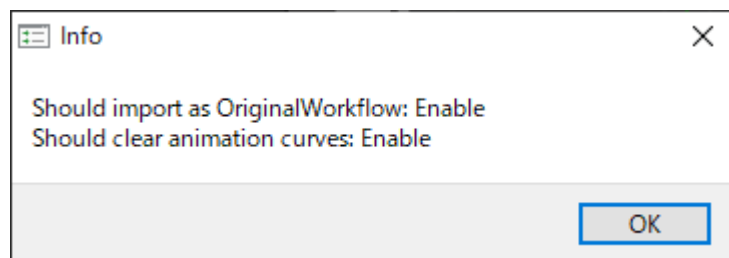 Info
Should import as OriginalWorkflow: Enable
Should clear animation curves: Enable
OK